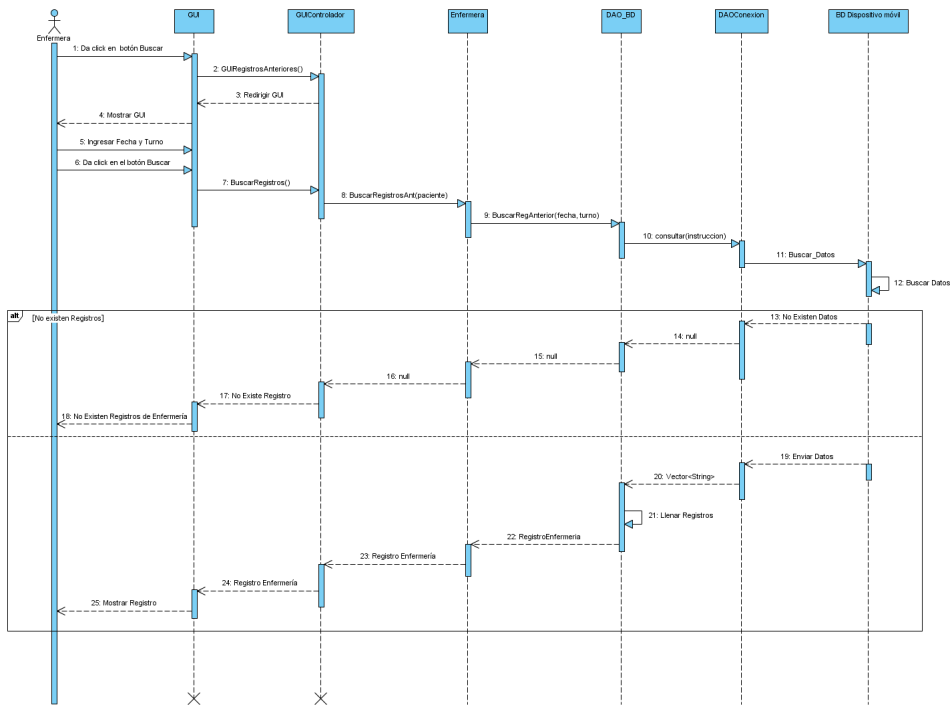 GUI
GUIControlador
Enfermera
DAO_BD
DAOConexion
BD Dispositivo móvil
Enfermera
1: Da click en botón Buscar
2: GUIRegistrosAnteriores()
3: Redirigir GUI
4: Mostrar GUI
5: Ingresar Fecha y Turno
6: Da click en el botón Buscar
7: BuscarRegistros()
8: BuscarRegistrosAnt(paciente)
9: BuscarRegAnterior(fecha, turno)
10: consultar(instruccion)
11: Buscar_Datos
12: Buscar Datos
alt
[No existen Registros]
13: No Existen Datos
14: null
15: null
16: null
17: No Existe Registro
18: No Existen Registros de Enfermería
19: Enviar Datos
20: Vector<String>
21: Llenar Registros
22: RegistroEnfermeria
23: Registro Enfermería
24: Registro Enfermería
25: Mostrar Registro